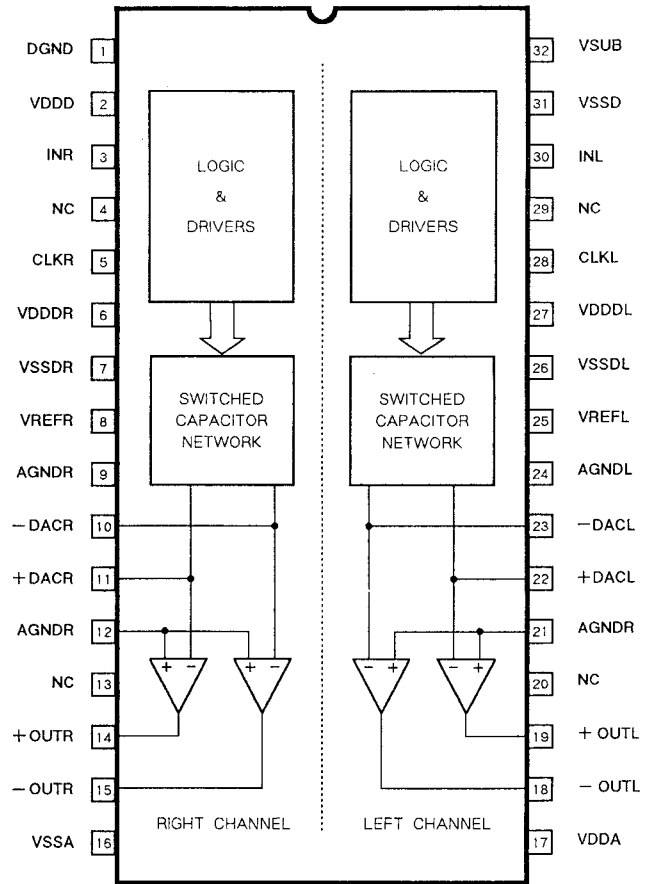 DGND 1
VDDD 2
INR 3
NC 4
CLKR 5
VDDDR 6
VSSDR 7
VREFR 8
AGNDR 9
−DACR 10
+DACR 11
AGNDR 12
NC 13
+OUTR 14
−OUTR 15
VSSA 16
LOGIC
&
DRIVERS
SWITCHED
CAPACITOR
NETWORK
+ −
+ −
RIGHT CHANNEL
LOGIC
&
DRIVERS
SWITCHED
CAPACITOR
NETWORK
− +
− +
LEFT CHANNEL
32 VSUB
31 VSSD
30 INL
29 NC
28 CLKL
27 VDDDL
26 VSSDL
25 VREFL
24 AGNDL
23 −DACL
22 +DACL
21 AGNDR
20 NC
19 + OUTL
18 − OUTL
17 VDDA